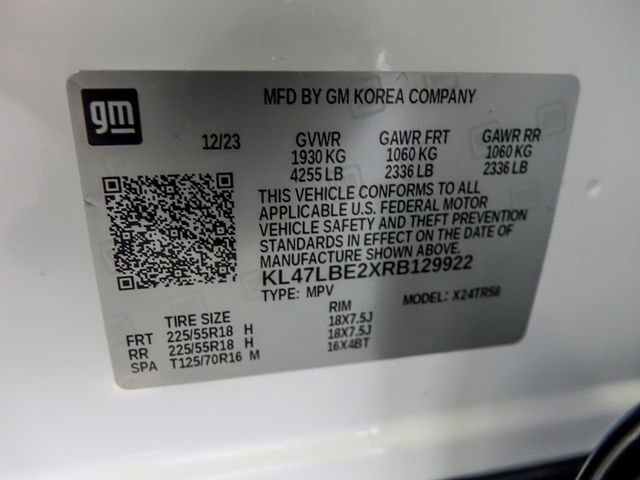 gm
MFD BY GM KOREA COMPANY
12/23 GVWR GAWR FRT GAWR RR
1930 KG 1060 KG 1060 KG
4255 LB 2336 LB 2336 LB
THIS VEHICLE CONFORMS TO ALL
APPLICABLE U.S. FEDERAL MOTOR
VEHICLE SAFETY AND THEFT PREVENTION
STANDARDS IN EFFECT ON THE DATE OF
MANUFACTURE SHOWN ABOVE.
KL47LBE2XRB129922
TYPE: MPV MODEL: X24TR58
TIRE SIZE RIM
FRT 225/55R18 H 18X7.5J
RR 225/55R18 H 18X7.5J
SPA T125/70R16 M 16X4BT